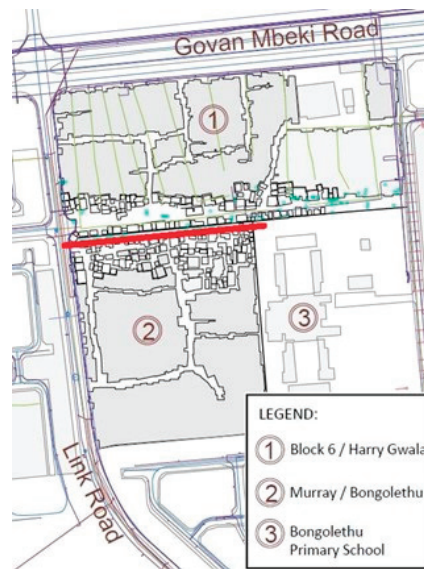 Govan Mbeki Road
1
2
3
Link Road
LEGEND:
1 Block 6 / Harry Gwala
2 Murray / Bongolethu
3 Bongolethu
Primary School